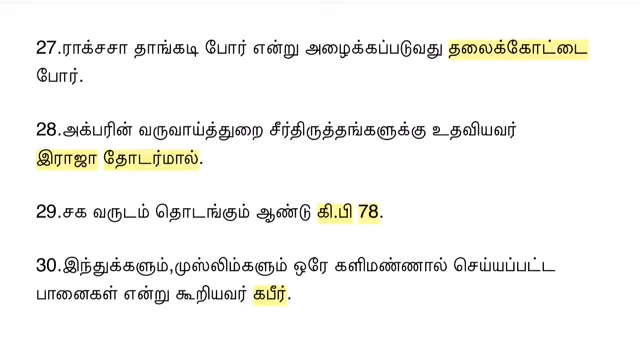 27.ராக்சசா தாங்கடி போர் என்று அழைக்கப்படுவது தலைக்கோட்டை
போர்.
28.அக்பரின் வருவாய்த்துறை சீர்திருத்தங்களுக்கு உதவியவர்
இராஜா தோடர்மால்.
29.சக வருடம் தொடங்கும் ஆண்டு கி.பி 78.
30.இந்துக்களும்,முஸ்லிம்களும் ஒரே களிமண்ணால் செய்யப்பட்ட
பானைகள் என்று கூறியவர் கபீர்.